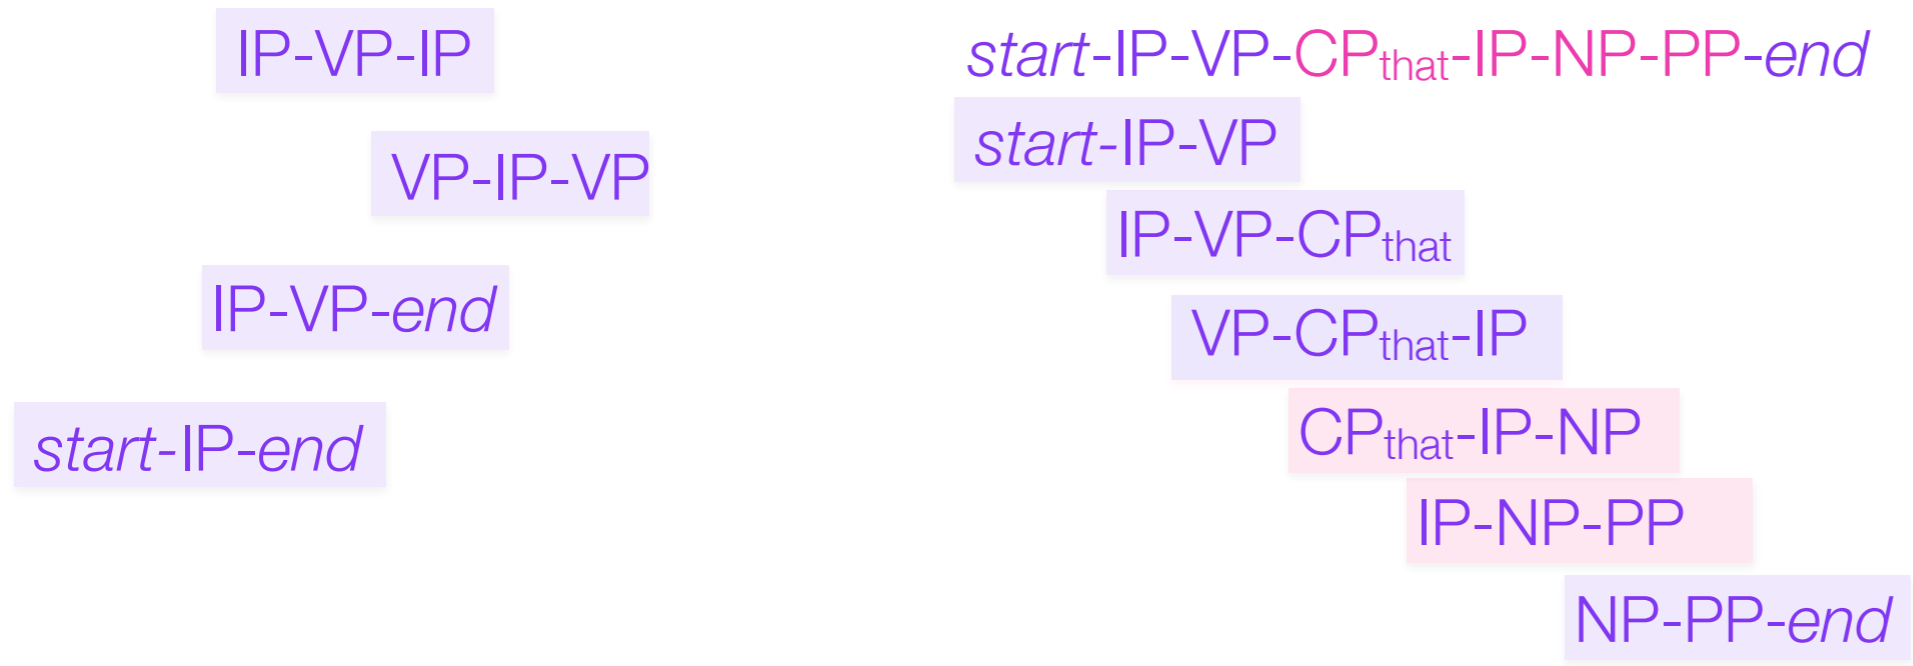 IP-VP-IP
VP-IP-VP
IP-VP-end
start-IP-end
start-IP-VP-CPthat-IP-NP-PP-end
start-IP-VP
IP-VP-CPthat
VP-CPthat-IP
CPthat-IP-NP
IP-NP-PP
NP-PP-end